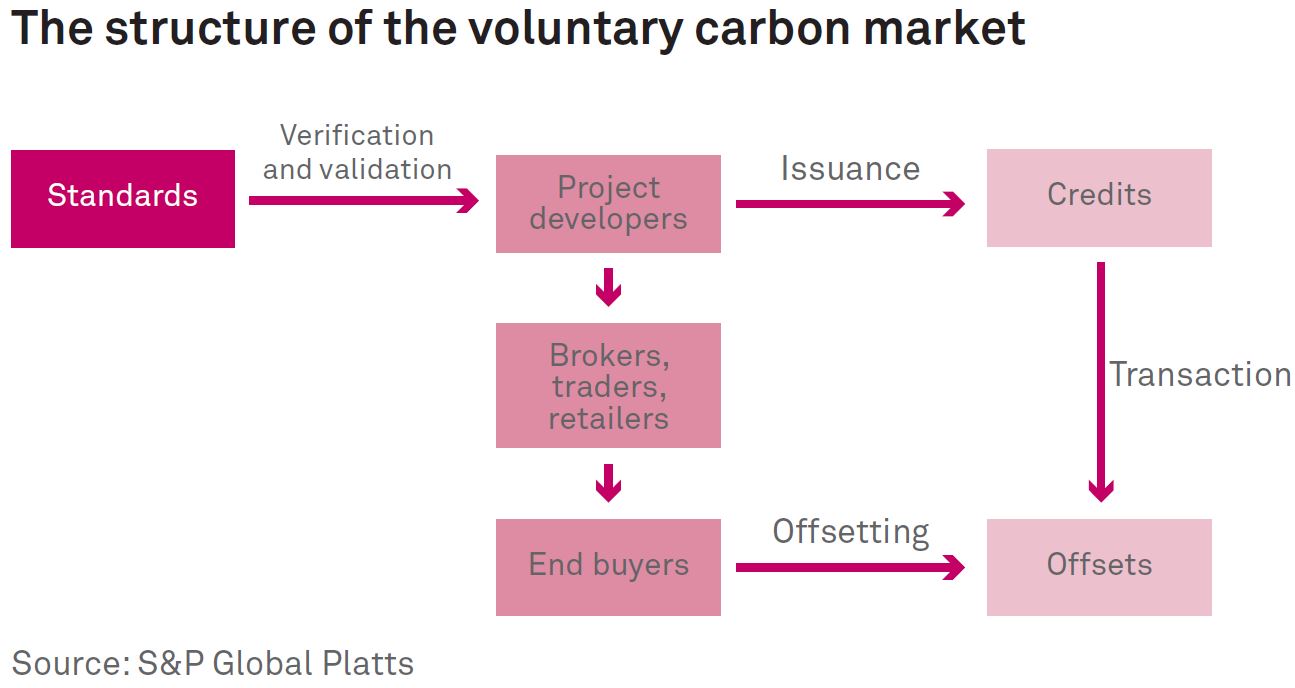 The structure of the voluntary carbon market
Verification
and validation
Standards
Project
developers
Issuance
Credits
Brokers,
traders,
retailers
Transaction
End buyers
Offsetting
Offsets
Source: S&P Global Platts